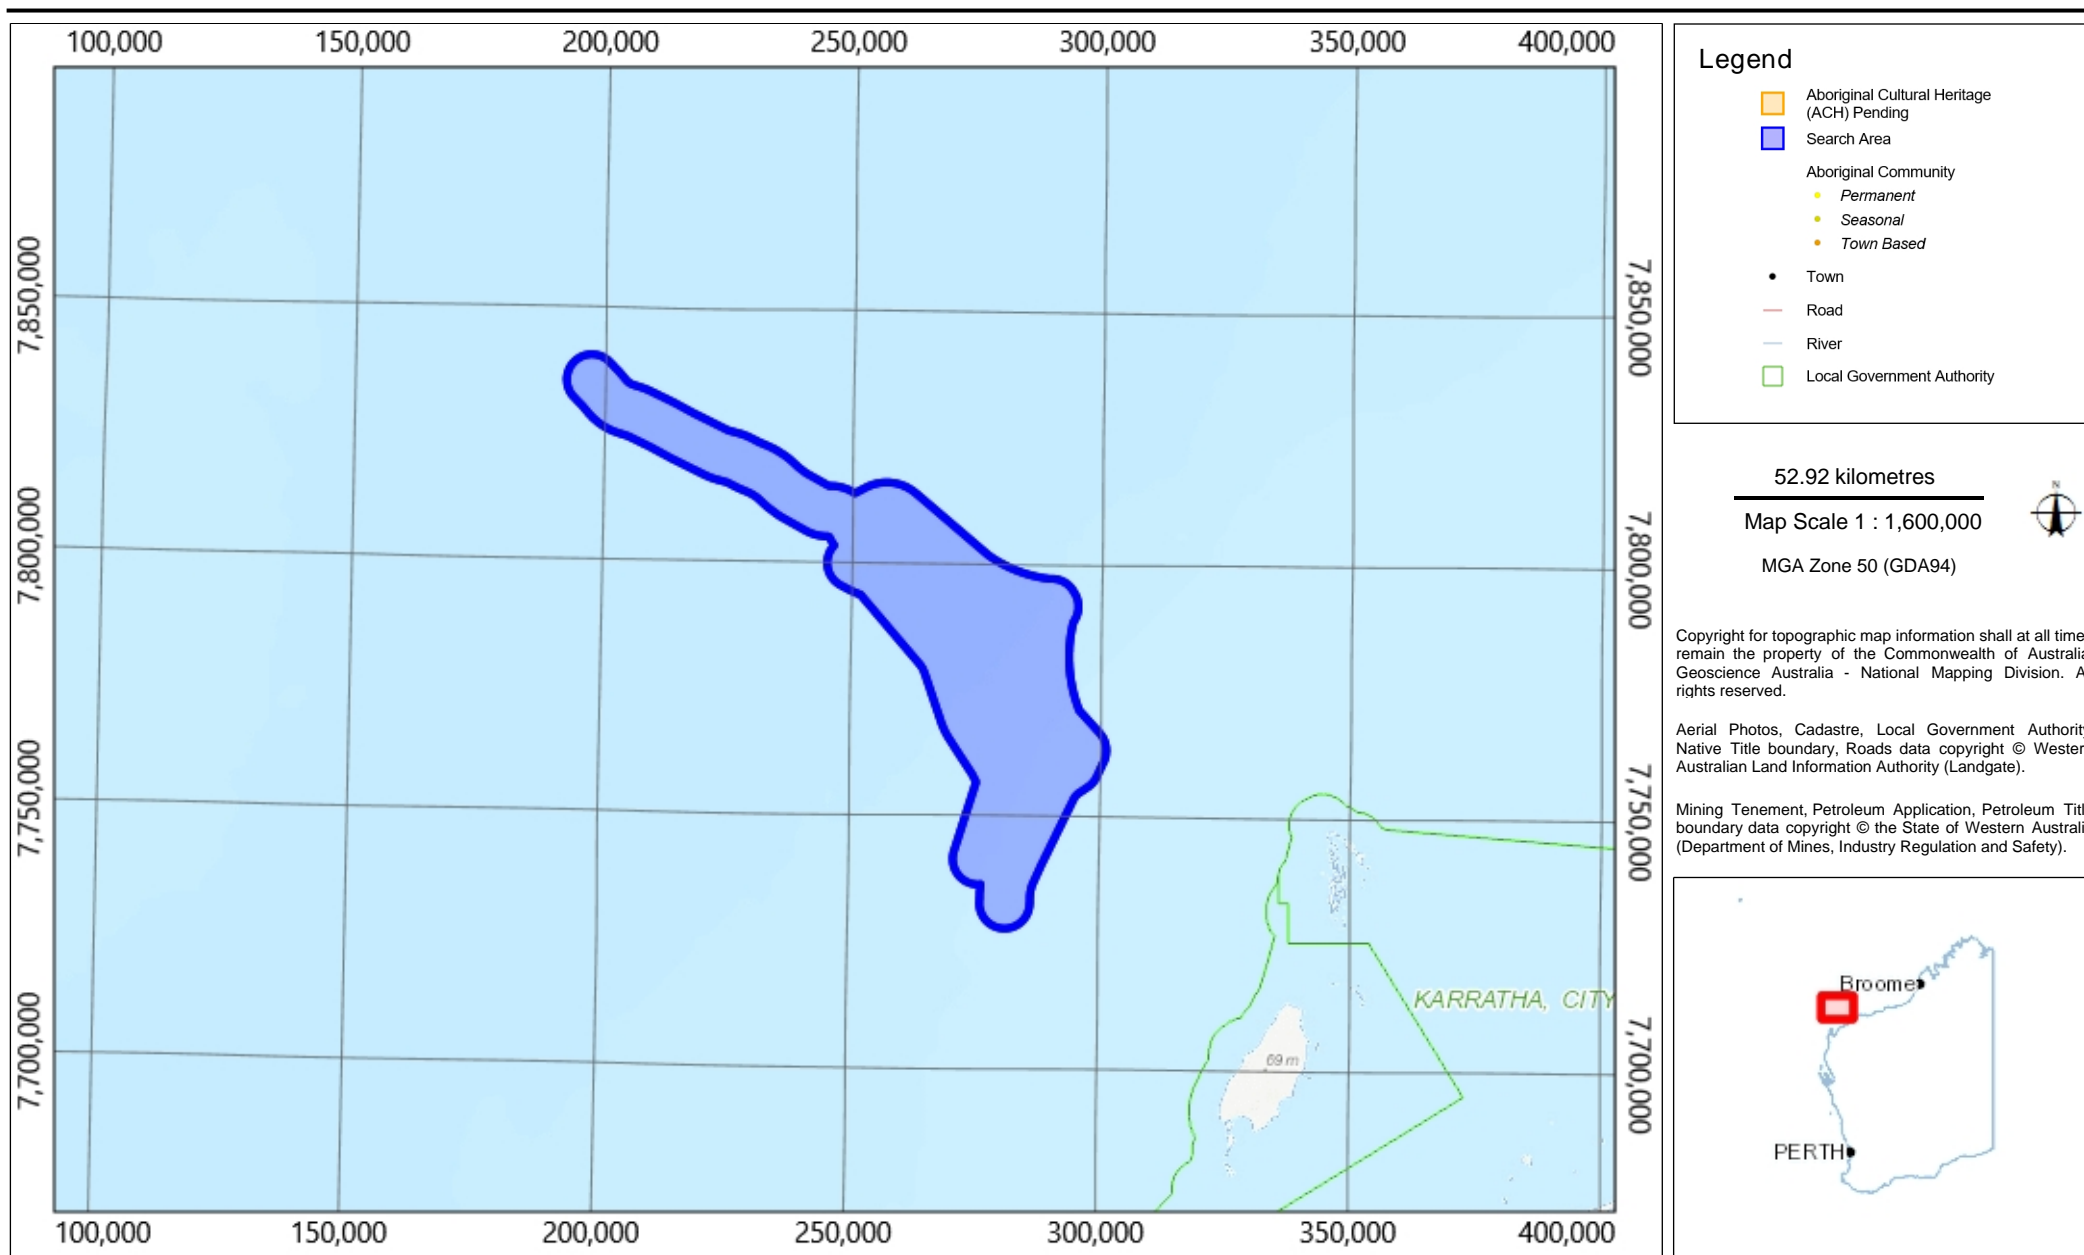 100,000 150,000 200,000 250,000 300,000 350,000 400,000
7,850,000
7,800,000
7,750,000
7,700,000
7,850,000
7,800,000
7,750,000
7,700,000
KARRATHA, CITY
69 m
100,000 150,000 200,000 250,000 300,000 350,000 400,000
Legend
Aboriginal Cultural Heritage
(ACH) Pending
Search Area
Aboriginal Community
Permanent
Seasonal
Town Based
Town
Road
River
Local Government Authority
52.92 kilometres
Map Scale 1 : 1,600,000
MGA Zone 50 (GDA94)
N
Copyright for topographic map information shall at all time
remain the property of the Commonwealth of Australia
Geoscience Australia - National Mapping Division. A
rights reserved.
Aerial Photos, Cadastre, Local Government Authority
Native Title boundary, Roads data copyright © Wester
Australian Land Information Authority (Landgate).
Mining Tenement, Petroleum Application, Petroleum Titl
boundary data copyright © the State of Western Australi
(Department of Mines, Industry Regulation and Safety).
Broome
PERTH